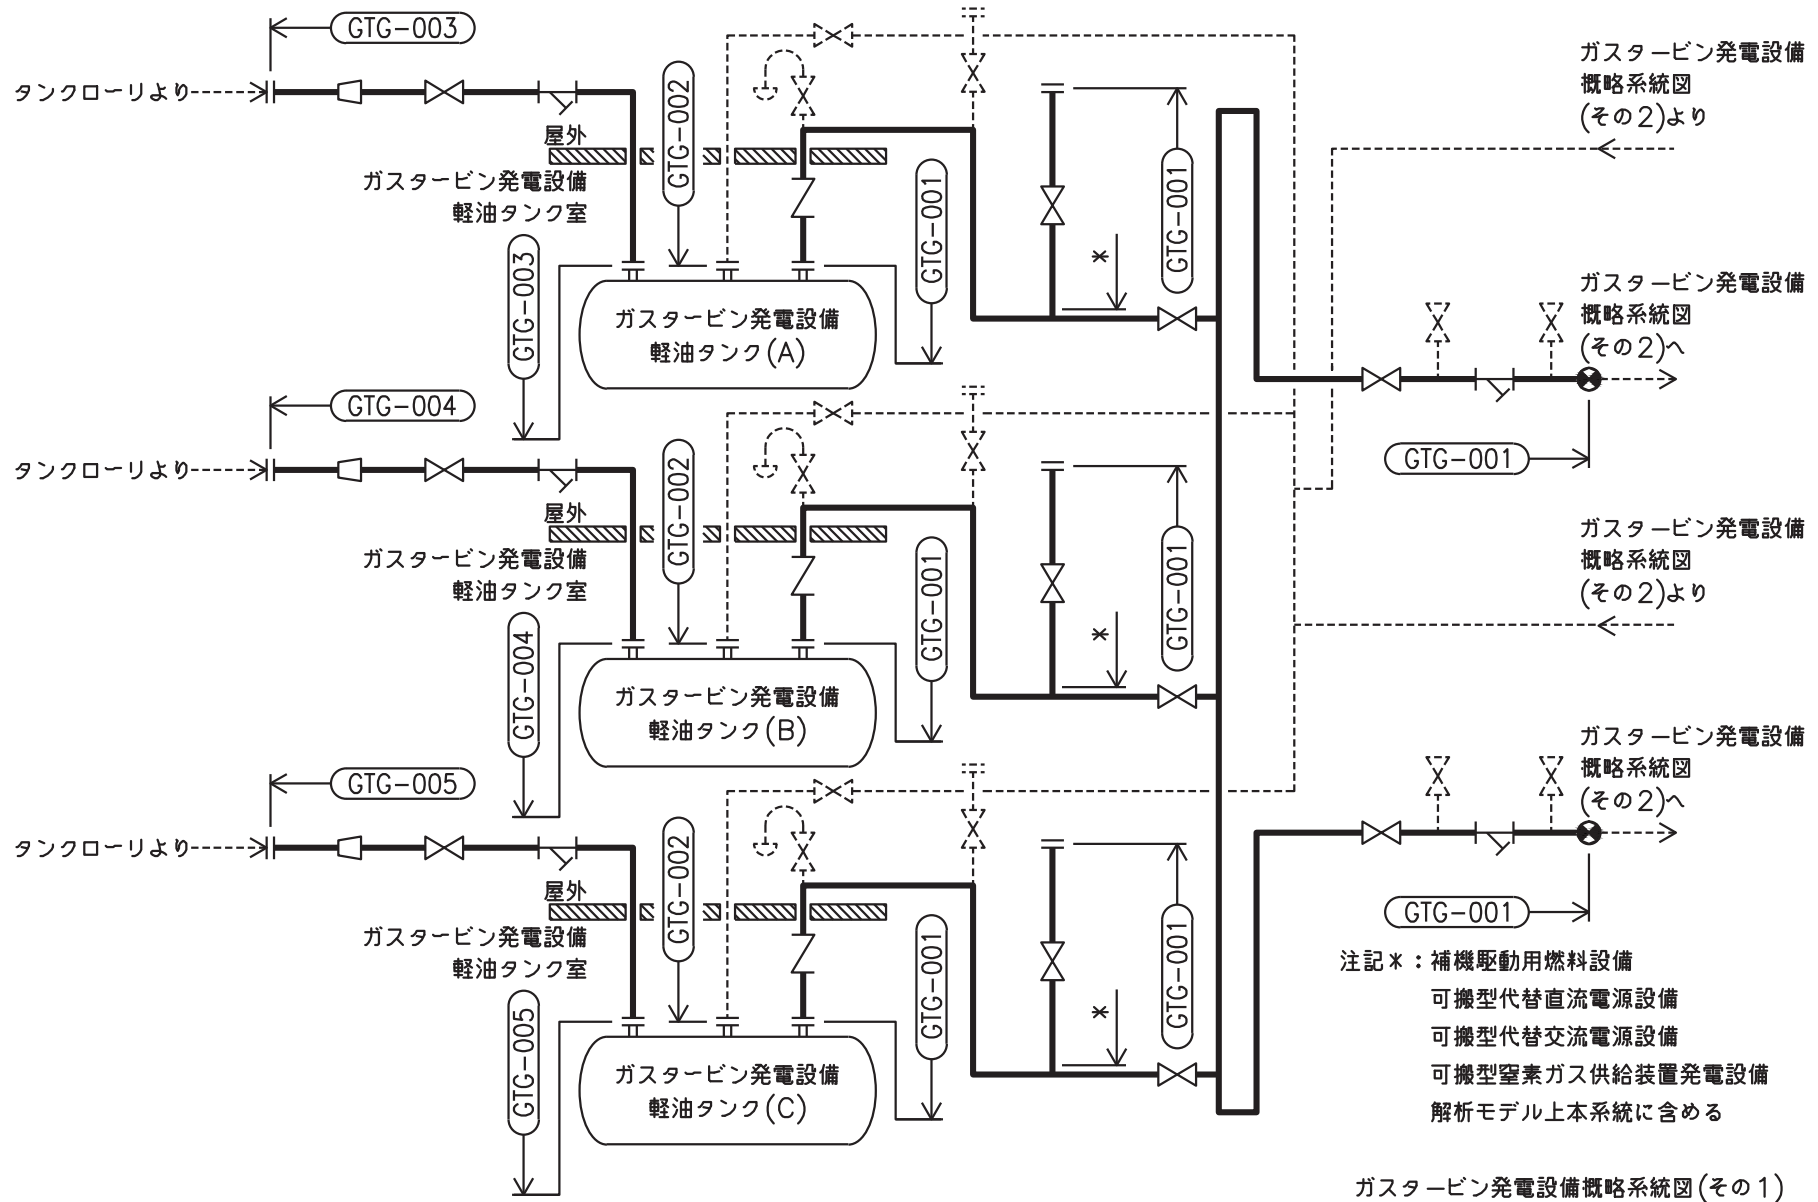 GTG-003
タンクローリより
屋外
ガスタービン発電設備
軽油タンク室
GTG-002
GTG-003
GTG-001
GTG-001
*
ガスタービン発電設備
軽油タンク(A)
ガスタービン発電設備
概略系統図
(その2)より
ガスタービン発電設備
概略系統図
(その2)へ
GTG-001
GTG-004
タンクローリより
屋外
ガスタービン発電設備
軽油タンク室
GTG-002
GTG-004
GTG-001
GTG-001
*
ガスタービン発電設備
軽油タンク(B)
ガスタービン発電設備
概略系統図
(その2)より
ガスタービン発電設備
概略系統図
(その2)へ
GTG-001
GTG-005
タンクローリより
屋外
ガスタービン発電設備
軽油タンク室
GTG-002
GTG-005
GTG-001
GTG-001
*
ガスタービン発電設備
軽油タンク(C)
注記*:補機駆動用燃料設備
可搬型代替直流電源設備
可搬型代替交流電源設備
可搬型窒素ガス供給装置発電設備
解析モデル上本系統に含める
ガスタービン発電設備概略系統図(その1)